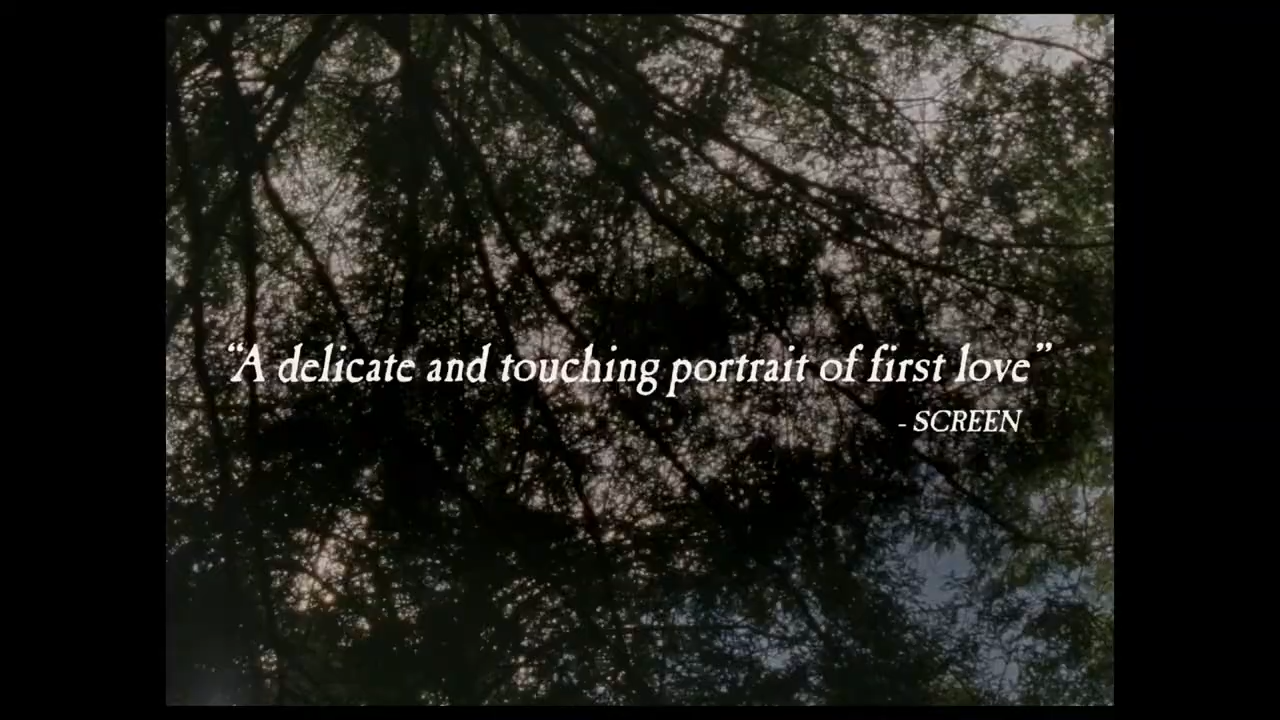 “A delicate and touching portrait of first love”
- SCREEN